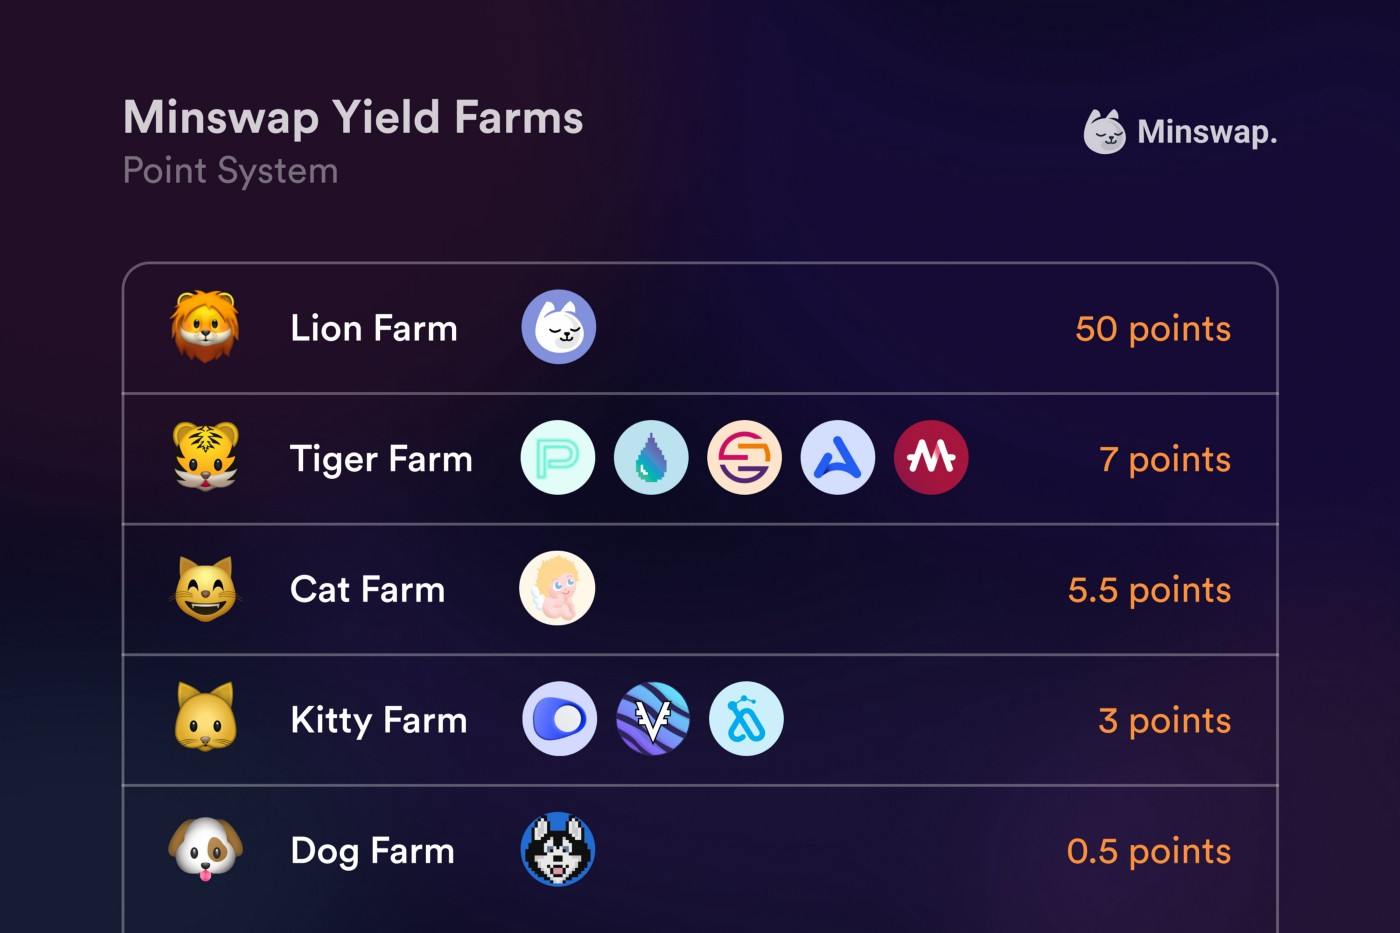 Minswap Yield Farms
Point System
Minswap.
Lion Farm 50 points
Tiger Farm 7 points
Cat Farm 5.5 points
Kitty Farm 3 points
Dog Farm 0.5 points